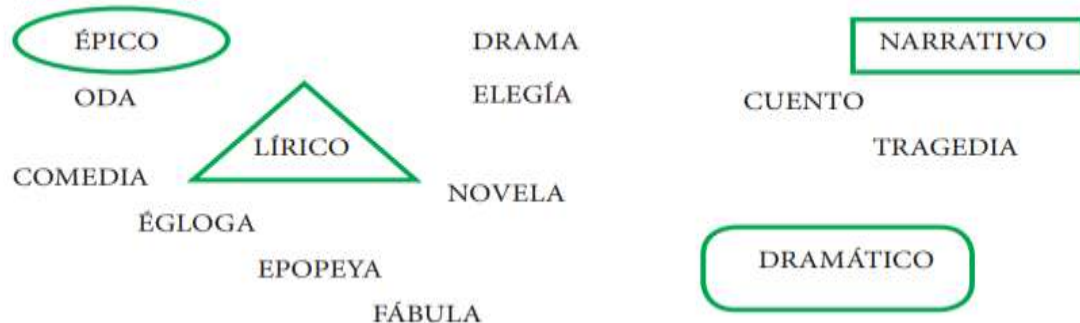 ÉPICO DRAMA NARRATIVO
ODA ELEGÍA CUENTO
LÍRICO TRAGEDIA
COMEDIA NOVELA
ÉGLOGA
EPOPEYA DRAMÁTICO
FÁBULA